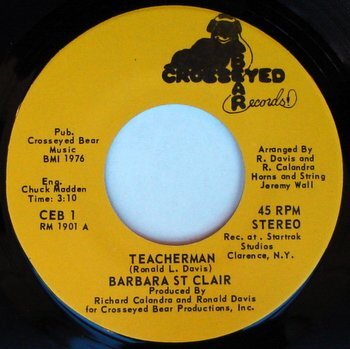 CROSSEYED
BEAR
Records!
Pub.
Crosseyed Bear
Music
BMI 1976
Eng.
Chuck Madden
Time: 3:10
CEB 1
RM 1901 A
Arranged By
R. Davis and
R. Calandra
Horns and String
Jeremy Wall
45 RPM
STEREO
Rec. at . Startrak
Studios
Clarence, N.Y.
TEACHERMAN
(Ronald L. Davis)
BARBARA ST CLAIR
Produced By
Richard Calandra and Ronald Davis
for Crosseyed Bear Productions, Inc.